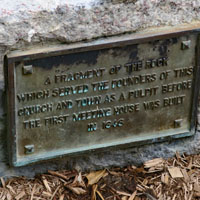 A FRAGMENT OF THE ROCK
WHICH SERVED THE FOUNDERS OF THIS
CHURCH AND TOWN AS A PULPIT BEFORE
THE FIRST MEETING HOUSE WAS BUILT
IN 1646